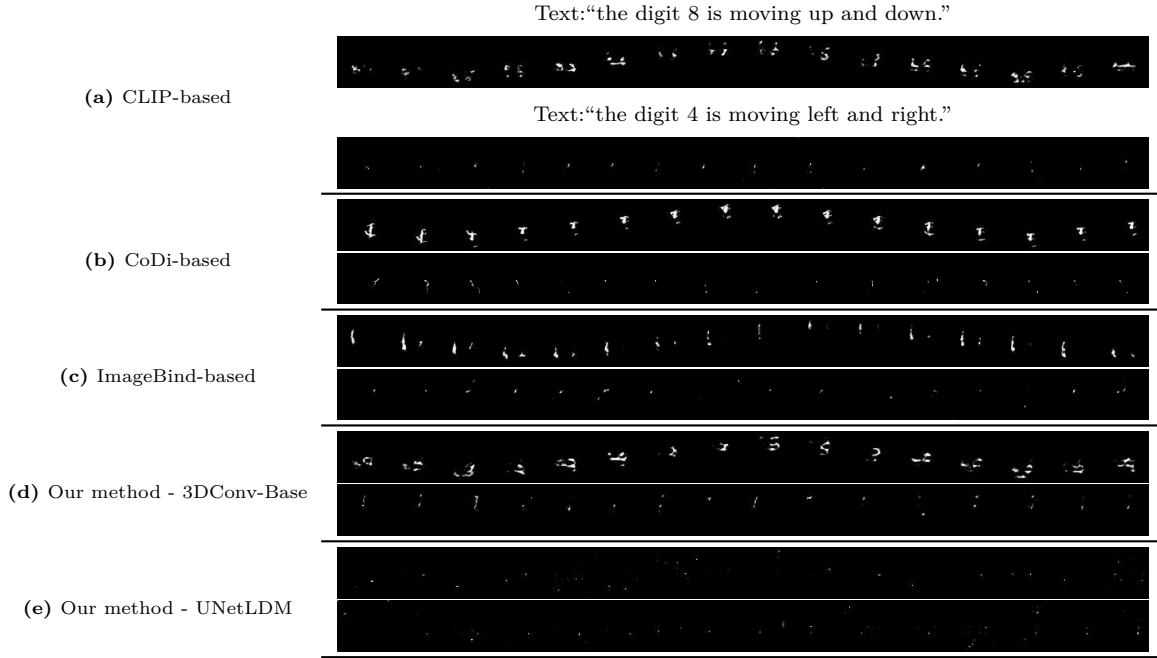 Text:“the digit 8 is moving up and down.”
(a) CLIP-based
Text:“the digit 4 is moving left and right.”
(b) CoDi-based
(c) ImageBind-based
(d) Our method - 3DConv-Base
(e) Our method - UNetLDM